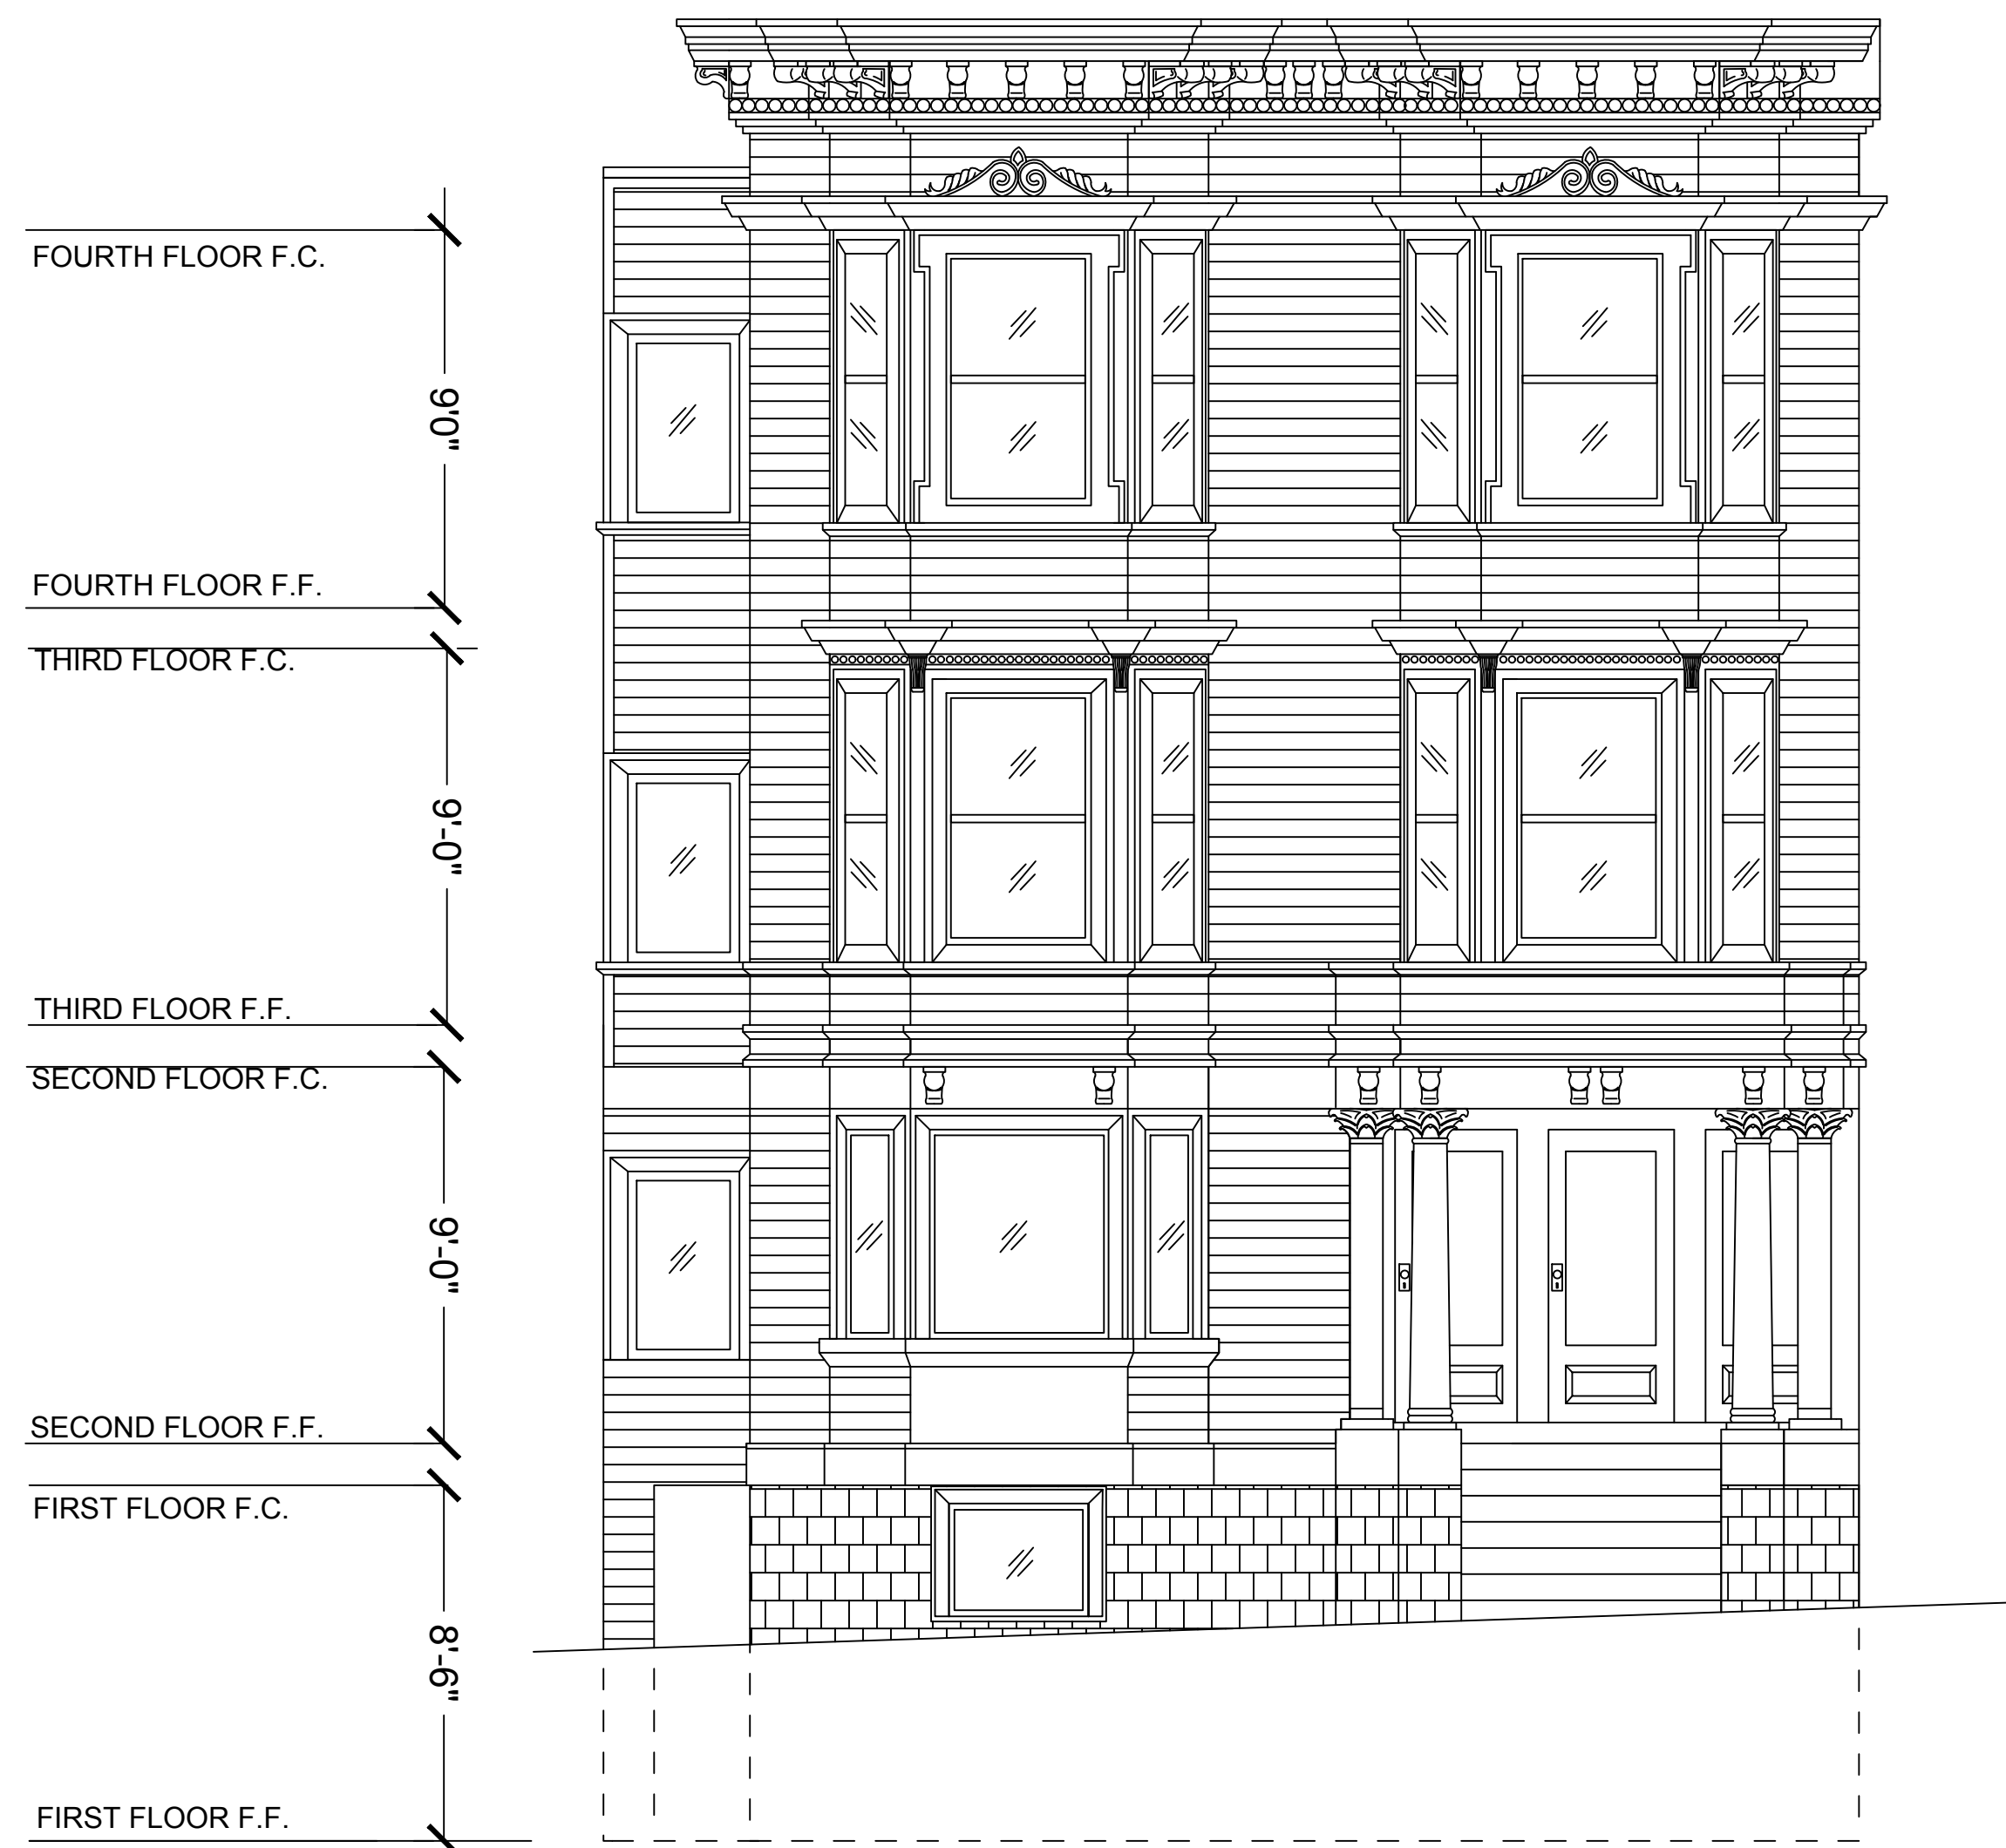 FOURTH FLOOR F.C.
9'0"
FOURTH FLOOR F.F.
THIRD FLOOR F.C.
9'-0"
THIRD FLOOR F.F.
SECOND FLOOR F.C.
9'-0"
SECOND FLOOR F.F.
FIRST FLOOR F.C.
8'-6"
FIRST FLOOR F.F.